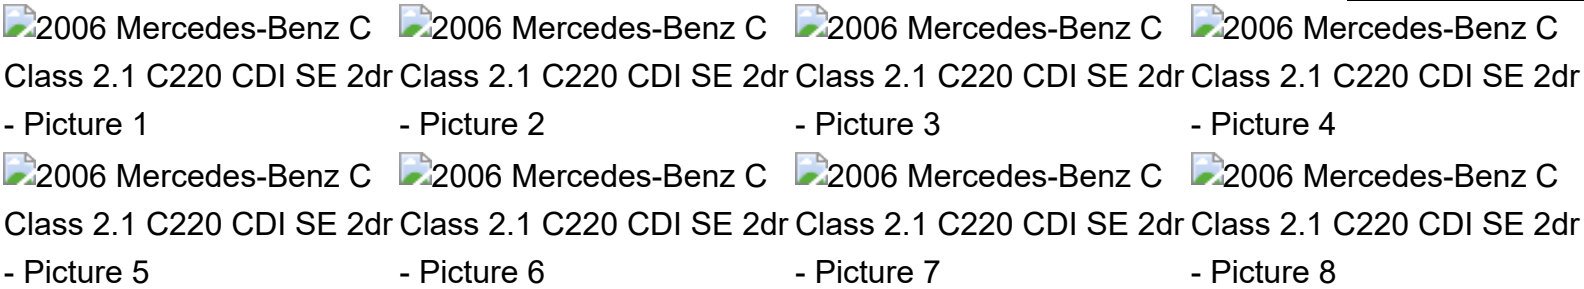 2006 Mercedes-Benz C 2006 Mercedes-Benz C 2006 Mercedes-Benz C 2006 Mercedes-Benz C
Class 2.1 C220 CDI SE 2dr Class 2.1 C220 CDI SE 2dr Class 2.1 C220 CDI SE 2dr Class 2.1 C220 CDI SE 2dr
- Picture 1 - Picture 2 - Picture 3 - Picture 4
2006 Mercedes-Benz C 2006 Mercedes-Benz C 2006 Mercedes-Benz C 2006 Mercedes-Benz C
Class 2.1 C220 CDI SE 2dr Class 2.1 C220 CDI SE 2dr Class 2.1 C220 CDI SE 2dr Class 2.1 C220 CDI SE 2dr
- Picture 5 - Picture 6 - Picture 7 - Picture 8